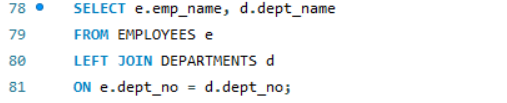 78 SELECT e.emp_name, d.dept_name
79 FROM EMPLOYEES e
80 LEFT JOIN DEPARTMENTS d
81 ON e.dept_no = d.dept_no;